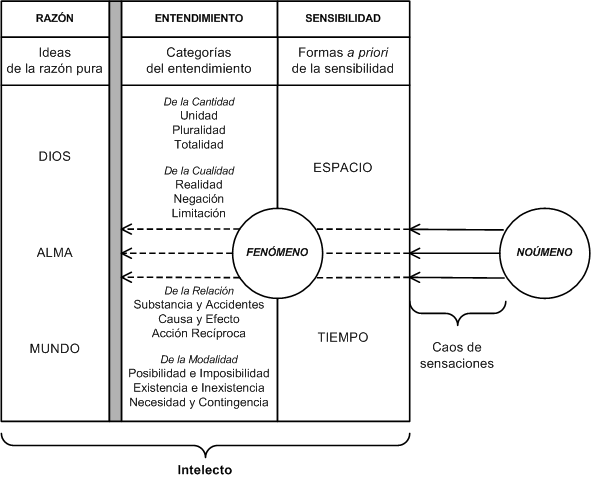 RAZÓN
ENTENDIMIENTO
SENSIBILIDAD
Ideas
de la razón pura
Categorías
del entendimiento
Formas a priori
de la sensibilidad
DIOS
ALMA
MUNDO
De la Cantidad
Unidad
Pluralidad
Totalidad
De la Cualidad
Realidad
Negación
Limitación
FENÓMENO
De la Relación
Substancia y Accidentes
Causa y Efecto
Acción Recíproca
De la Modalidad
Posibilidad e Imposibilidad
Existencia e Inexistencia
Necesidad y Contingencia
ESPACIO
TIEMPO
NOÚMENO
Caos de
sensaciones
Intelecto